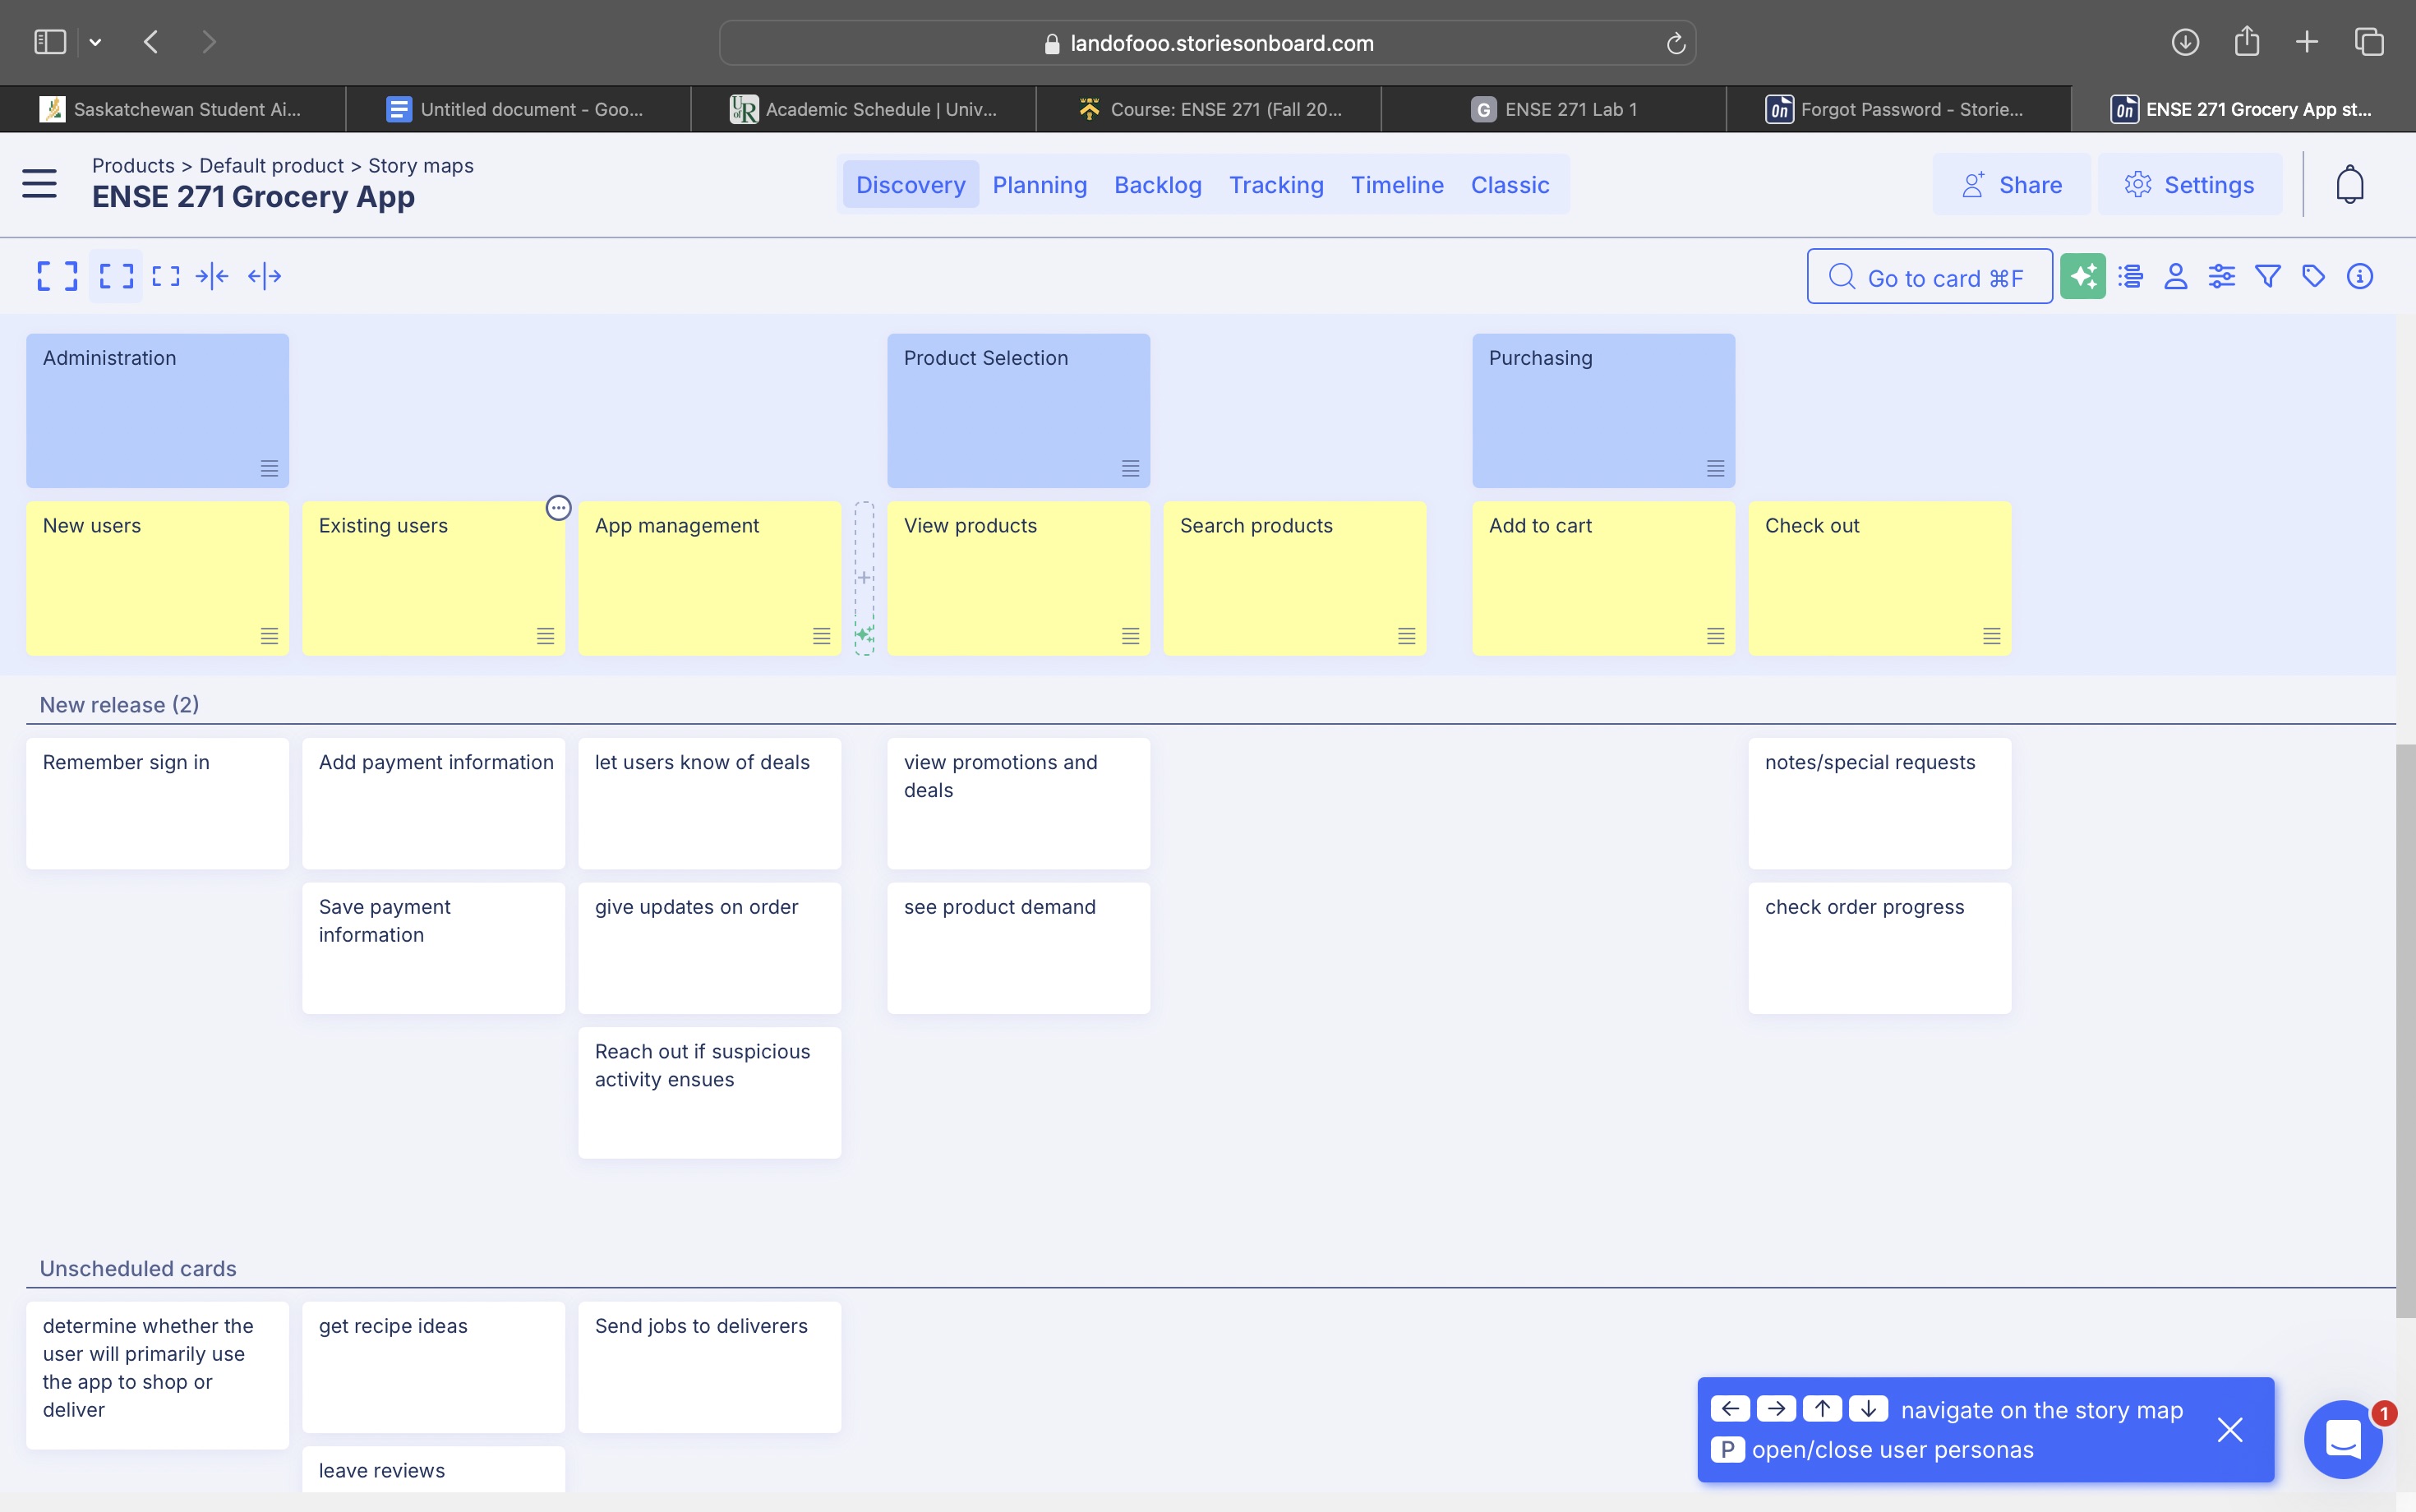 landofooo.storiesonboard.com
Saskatchewan Student Ai...
Untitled document - Goo...
Academic Schedule | Univ...
Course: ENSE 271 (Fall 20...
G ENSE 271 Lab 1
On Forgot Password - Storie...
On ENSE 271 Grocery App st...
Products > Default product > Story maps
ENSE 271 Grocery App
Discovery Planning Backlog Tracking Timeline Classic
Share
Settings
Go to card ⌘F
Administration
Product Selection
Purchasing
New users
Existing users
App management
View products
Search products
Add to cart
Check out
New release (2)
Remember sign in
Add payment information
let users know of deals
view promotions and
deals
notes/special requests
Save payment
information
give updates on order
see product demand
check order progress
Reach out if suspicious
activity ensues
Unscheduled cards
determine whether the
user will primarily use
the app to shop or
deliver
get recipe ideas
Send jobs to deliverers
leave reviews
← → ↑ ↓ navigate on the story map
P open/close user personas
1